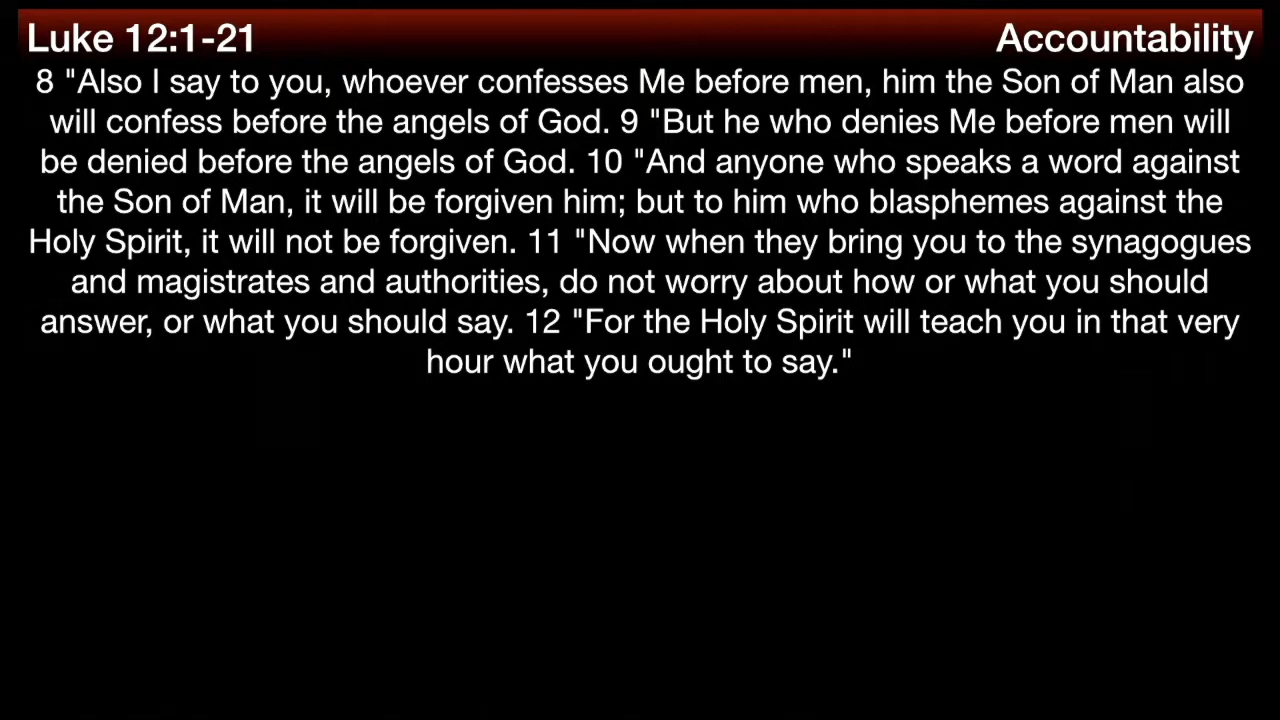 Luke 12:1-21 Accountability
8 "Also I say to you, whoever confesses Me before men, him the Son of Man also
will confess before the angels of God. 9 "But he who denies Me before men will
be denied before the angels of God. 10 "And anyone who speaks a word against
the Son of Man, it will be forgiven him; but to him who blasphemes against the
Holy Spirit, it will not be forgiven. 11 "Now when they bring you to the synagogues
and magistrates and authorities, do not worry about how or what you should
answer, or what you should say. 12 "For the Holy Spirit will teach you in that very
hour what you ought to say."